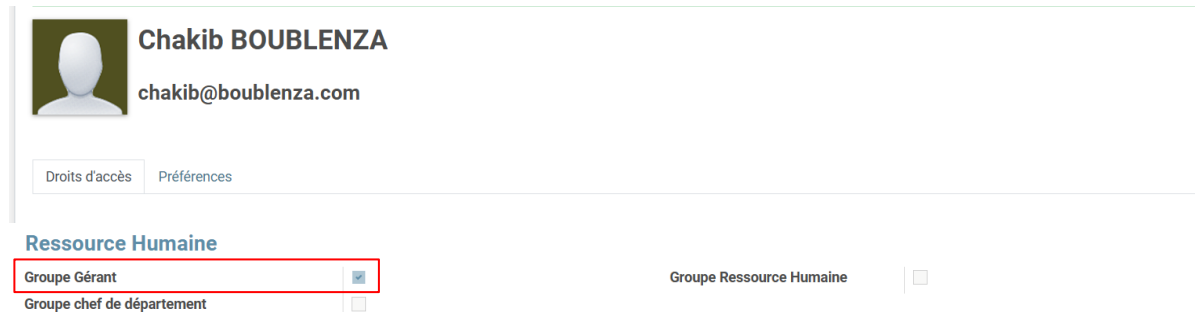 Chakib BOUBLENZA
chakib@boublenza.com
Droits d'accès Préférences
Ressource Humaine
Groupe Gérant Groupe Ressource Humaine
Groupe chef de département